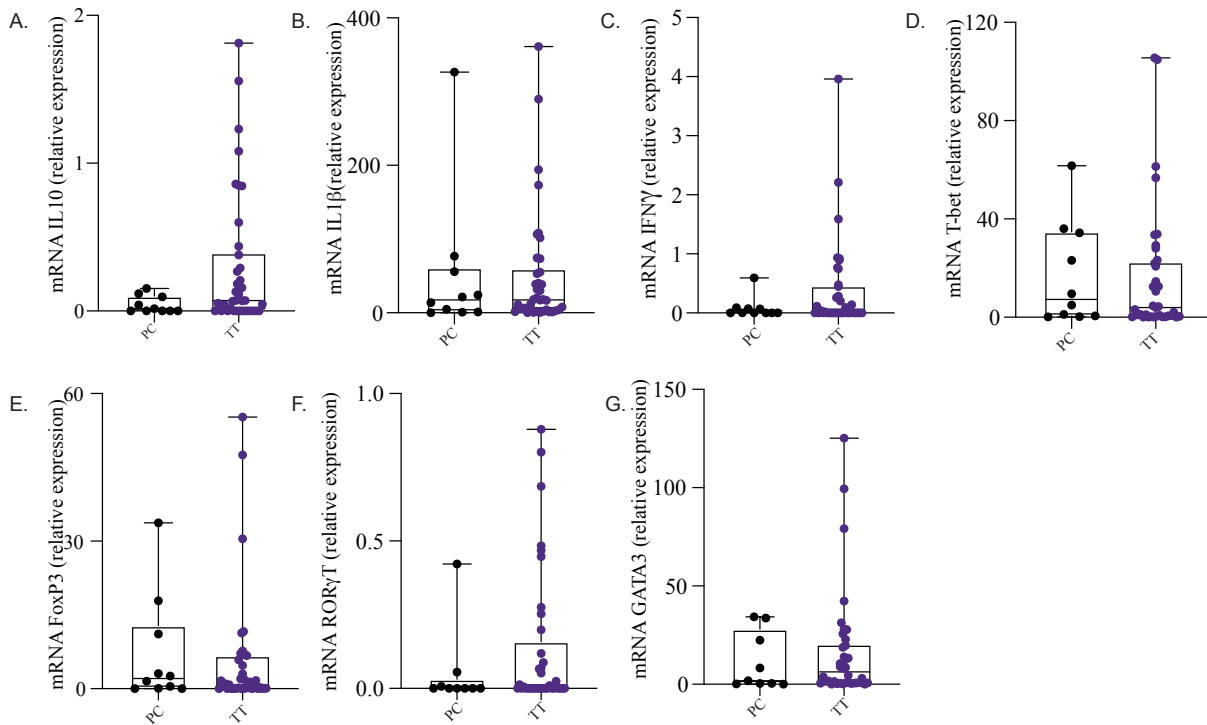 A.
mRNA IL10 (relative expression)
2
1
0
PC
TT
B.
mRNA IL1β(relative expression)
400
200
0
PC
TT
C.
mRNA IFNγ (relative expression)
5
4
3
2
1
0
PC
TT
D.
mRNA T-bet (relative expression)
120
80
40
0
PC
TT
E.
mRNA FoxP3 (relative expression)
60
30
0
PC
TT
F.
mRNA RORγT (relative expression)
1.0
0.5
0.0
PC
TT
G.
mRNA GATA3 (relative expression)
150
100
50
0
PC
TT